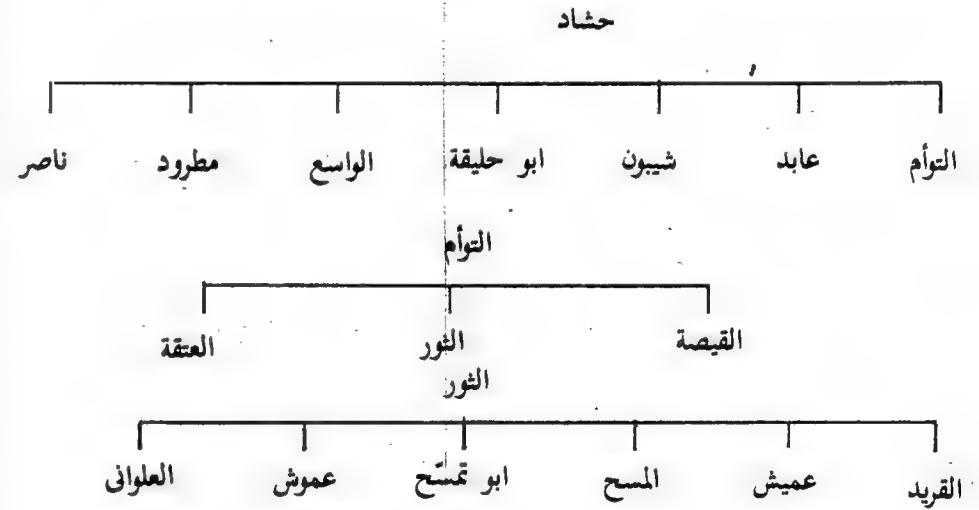 حشاد
التوأم عابد شيبون ابو حليقة الواسع مطرود ناصر
التوأم
القيصة الثور العتقة
الثور
القريد عميش المسح ابو تمسّح عموش العلوانى